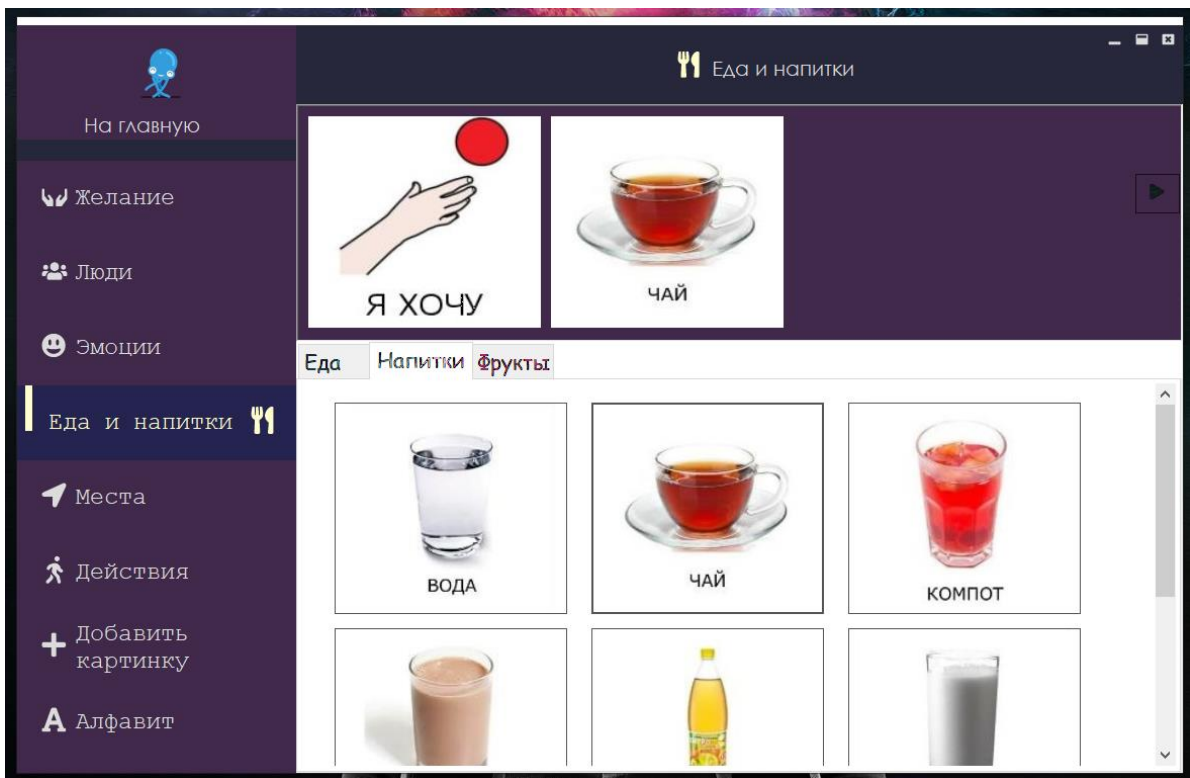 Еда и напитки
На главную
Желание
Люди
Эмоции
Еда и напитки
Места
Действия
Добавить
картинку
А Алфавит
Я ХОЧУ
ЧАЙ
Еда
Напитки
Фрукты
ВОДА
ЧАЙ
КОМПОТ